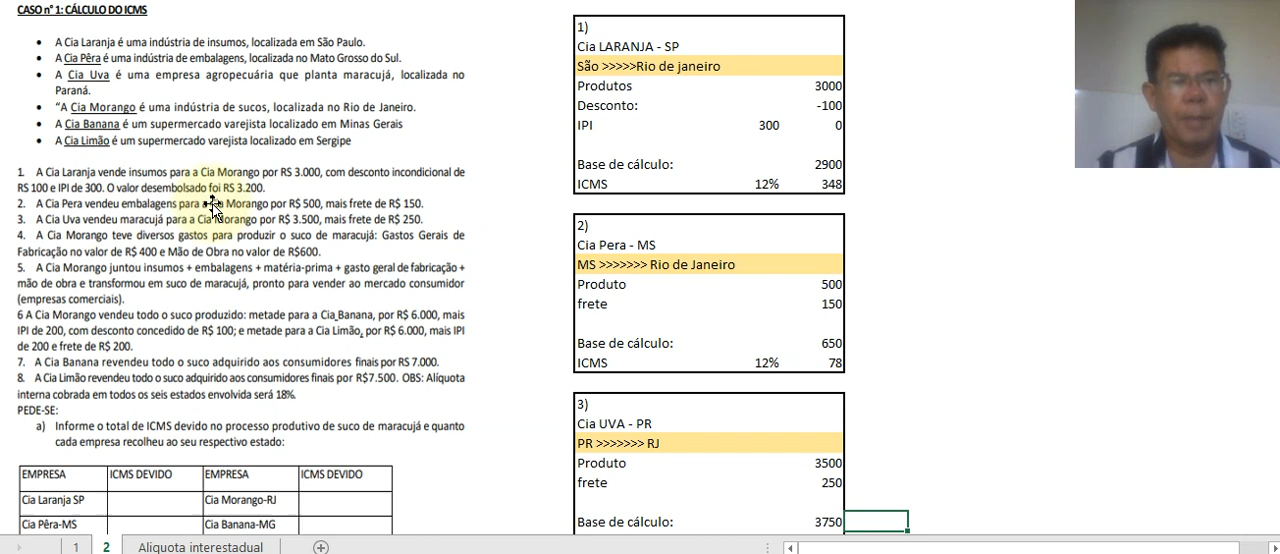 CASO n° 1: CÁLCULO DO ICMS
• A Cia Laranja é uma indústria de insumos, localizada em São Paulo.
• A Cia Pêra é uma indústria de embalagens, localizada no Mato Grosso do Sul.
• A Cia Uva é uma empresa agropecuária que planta maracujá, localizada no
Paraná.
• “A Cia Morango é uma indústria de sucos, localizada no Rio de Janeiro.
• A Cia Banana é um supermercado varejista localizado em Minas Gerais
• A Cia Limão é um supermercado varejista localizado em Sergipe
1. A Cia Laranja vende insumos para a Cia Morango por R$ 3.000, com desconto incondicional de
R$ 100 e IPI de 300. O valor desembolsado foi R$ 3.200.
2. A Cia Pera vendeu embalagens para a Cia Morango por R$ 500, mais frete de R$ 150.
3. A Cia Uva vendeu maracujá para a Cia Morango por R$ 3.500, mais frete de R$ 250.
4. A Cia Morango teve diversos gastos para produzir o suco de maracujá: Gastos Gerais de
Fabricação no valor de R$ 400 e Mão de Obra no valor de R$600.
5. A Cia Morango juntou insumos + embalagens + matéria-prima + gasto geral de fabricação +
mão de obra e transformou em suco de maracujá, pronto para vender ao mercado consumidor
(empresas comerciais).
6 A Cia Morango vendeu todo o suco produzido: metade para a Cia Banana, por R$ 6.000, mais
IPI de 200, com desconto concedido de R$ 100; e metade para a Cia Limão, por R$ 6.000, mais IPI
de 200 e frete de R$ 200.
7. A Cia Banana revendeu todo o suco adquirido aos consumidores finais por R$ 7.000.
8. A Cia Limão revendeu todo o suco adquirido aos consumidores finais por R$7.500. OBS: Alíquota
interna cobrada em todos os seis estados envolvida será 18%.
PEDE-SE:
a) Informe o total de ICMS devido no processo produtivo de suco de maracujá e quanto
cada empresa recolheu ao seu respectivo estado:
EMPRESA ICMS DEVIDO EMPRESA ICMS DEVIDO
Cia Laranja SP Cia Morango-RJ
Cia Pêra-MS Cia Banana-MG
1)
Cia LARANJA - SP
São >>>>>Rio de janeiro
Produtos 3000
Desconto: -100
IPI 300 0
Base de cálculo: 2900
ICMS 12% 348
2)
Cia Pera - MS
MS >>>>>>> Rio de Janeiro
Produto 500
frete 150
Base de cálculo: 650
ICMS 12% 78
3)
Cia UVA - PR
PR >>>>>>> RJ
Produto 3500
frete 250
Base de cálculo: 3750
1 2 Aliquota interestadual